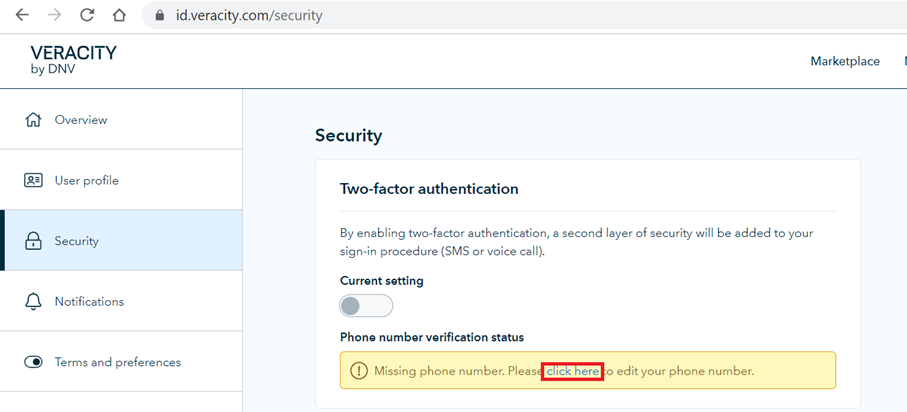 id.veracity.com/security
VERACITY
by DNV
Marketplace
Overview
User profile
Security
Notifications
Terms and preferences
Security
Two-factor authentication
By enabling two-factor authentication, a second layer of security will be added to your
sign-in procedure (SMS or voice call).
Current setting
Phone number verification status
Missing phone number. Please click here to edit your phone number.